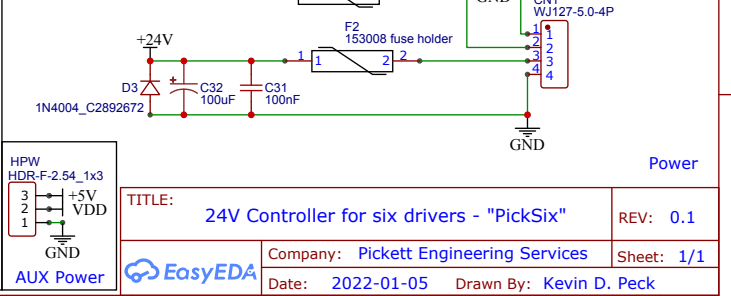 GND
CN1
WJ127-5.0-4P
F2
153008 fuse holder
+24V
1 1 2 2
1 1
2 2
3 3
4 4
D3
1N4004_C2892672
+
C32
100uF
C31
100nF
GND
Power
HPW
HDR-F-2.54_1x3
3 +5V
2 VDD
1
GND
AUX Power
TITLE:
24V Controller for six drivers - "PickSix"
REV: 0.1
EasyEDA
Company: Pickett Engineering Services
Sheet: 1/1
Date: 2022-01-05 Drawn By: Kevin D. Peck